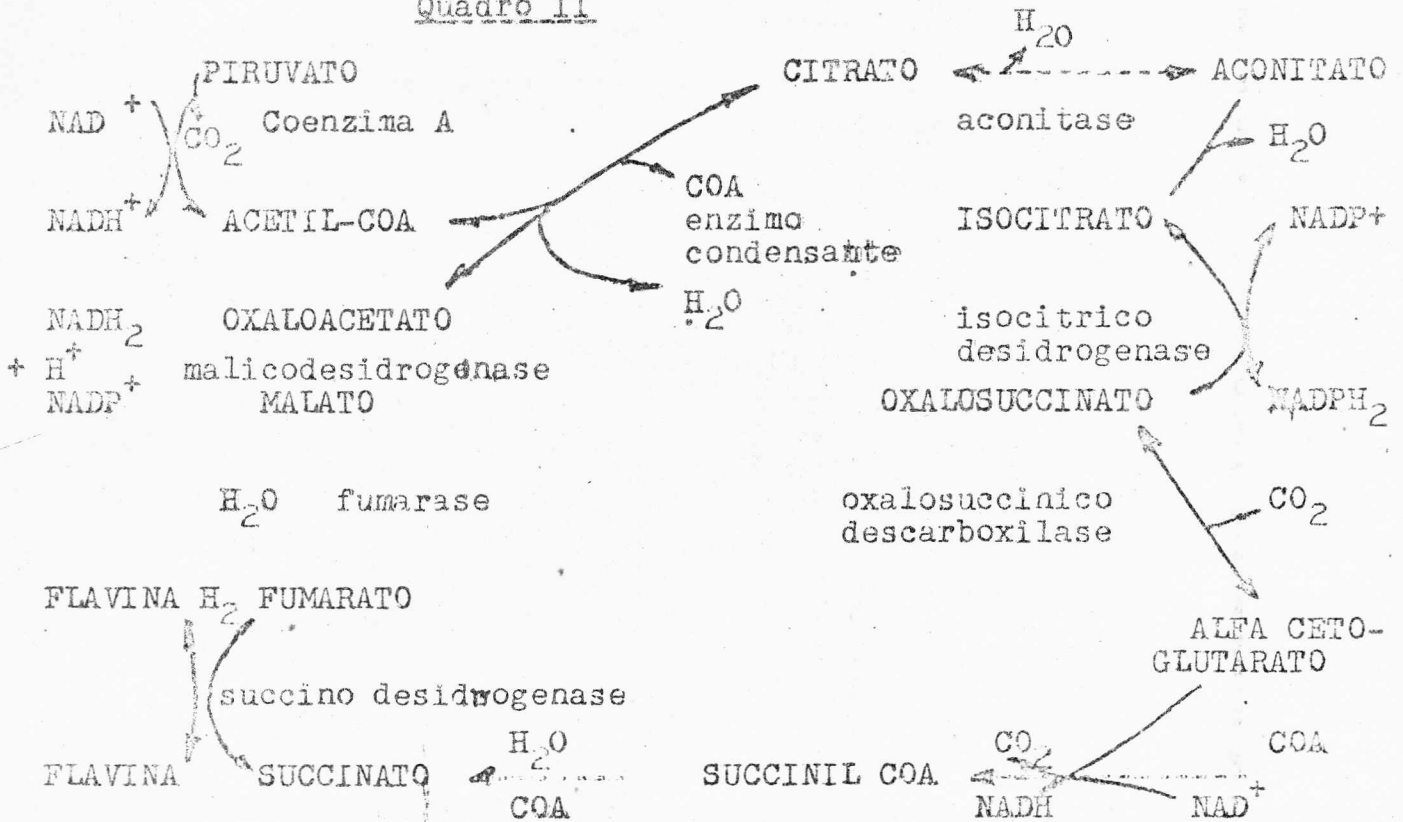 Quadro II
H2O
PIRUVATO CITRATO ACONITATO
NAD+ CO2 Coenzima A aconitase H2O
COA
NADH+ ACETIL-COA enzimo ISOCITRATO NADP+
condensante
H2O
NADH2 OXALOACETATO isocitrico
+ H+ malicodesidrogenase desidrogenase
NADP+ MALATO OXALOSUCCINATO NADPH2
H2O fumarase oxalosuccinico CO2
descarboxilase
FLAVINA H2 FUMARATO
ALFA CETO-
GLUTARATO
succino desidrogenase
H2O CO2 COA
FLAVINA SUCCINATO SUCCINIL COA
COA NADH NAD+